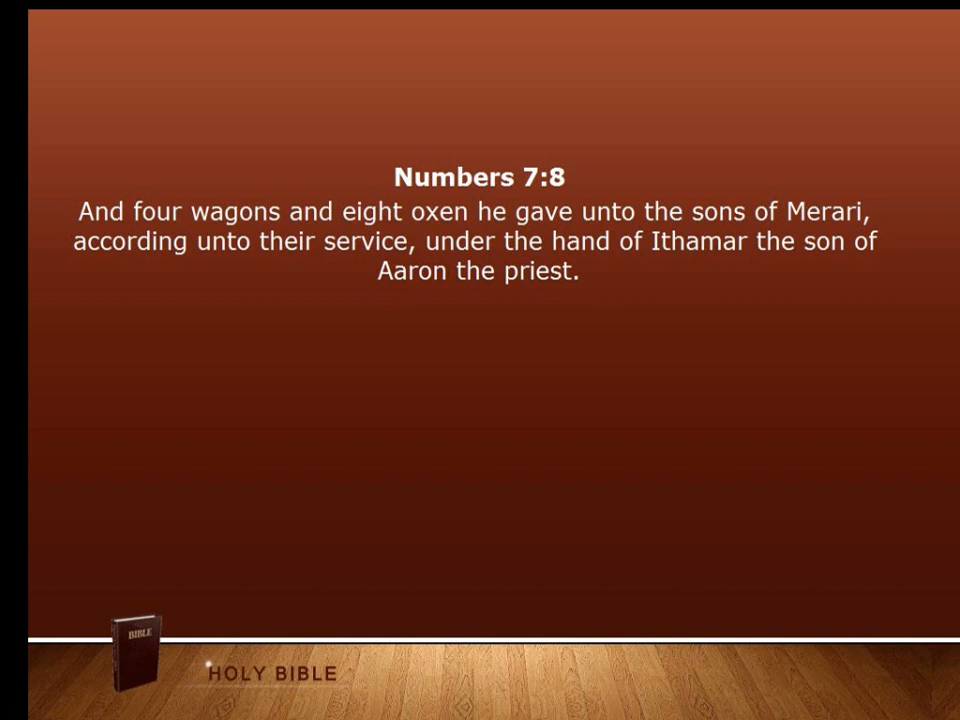 Numbers 7:8
And four wagons and eight oxen he gave unto the sons of Merari,
according unto their service, under the hand of Ithamar the son of
Aaron the priest.
BIBLE
HOLY BIBLE